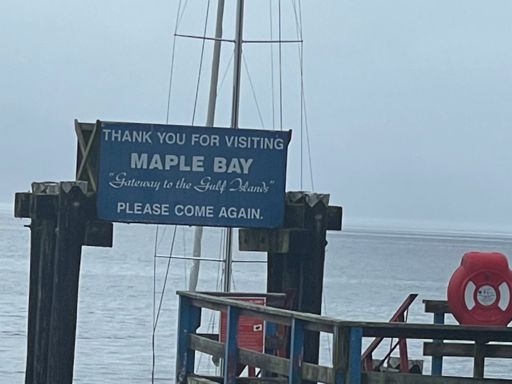 THANK YOU FOR VISITING
MAPLE BAY
"Gateway to the Gulf Islands"
PLEASE COME AGAIN.